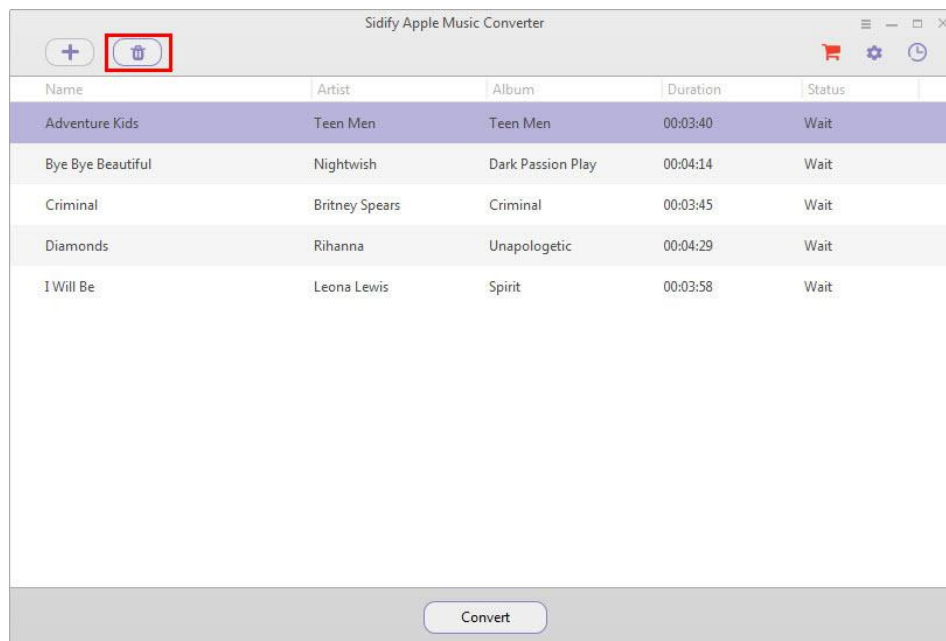 Sidify Apple Music Converter
Name Artist Album Duration Status
Adventure Kids Teen Men Teen Men 00:03:40 Wait
Bye Bye Beautiful Nightwish Dark Passion Play 00:04:14 Wait
Criminal Britney Spears Criminal 00:03:45 Wait
Diamonds Rihanna Unapologetic 00:04:29 Wait
I Will Be Leona Lewis Spirit 00:03:58 Wait
Convert